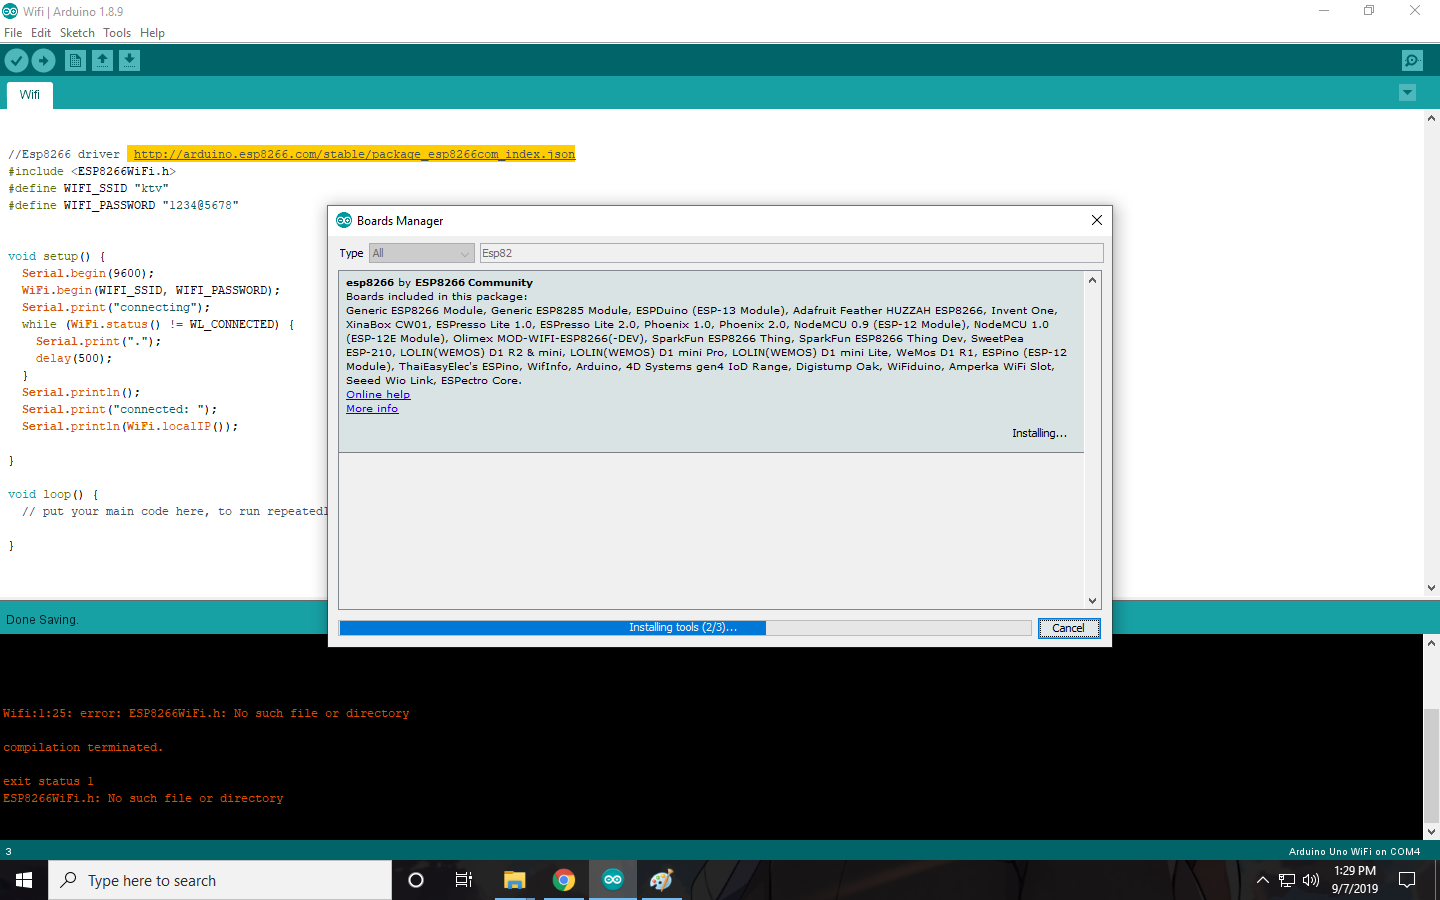 Wifi | Arduino 1.8.9
File Edit Sketch Tools Help
Wifi
//Esp8266 driver http://arduino.esp8266.com/stable/package_esp8266com_index.json
#include <ESP8266WiFi.h>
#define WIFI_SSID "ktv"
#define WIFI_PASSWORD "1234@5678"
void setup() {
Serial.begin(9600);
WiFi.begin(WIFI_SSID, WIFI_PASSWORD);
Serial.print("connecting");
while (WiFi.status() != WL_CONNECTED) {
Serial.print(".");
delay(500);
}
Serial.println();
Serial.print("connected: ");
Serial.println(WiFi.localIP());
}
void loop() {
// put your main code here, to run repeatedl
}
Boards Manager
Type All Esp82
esp8266 by ESP8266 Community
Boards included in this package:
Generic ESP8266 Module, Generic ESP8285 Module, ESPDuino (ESP-13 Module), Adafruit Feather HUZZAH ESP8266, Invent One,
XinaBox CW01, ESPresso Lite 1.0, ESPresso Lite 2.0, Phoenix 1.0, Phoenix 2.0, NodeMCU 0.9 (ESP-12 Module), NodeMCU 1.0
(ESP-12E Module), Olimex MOD-WIFI-ESP8266(-DEV), SparkFun ESP8266 Thing, SparkFun ESP8266 Thing Dev, SweetPea
ESP-210, LOLIN(WEMOS) D1 R2 & mini, LOLIN(WEMOS) D1 mini Pro, LOLIN(WEMOS) D1 mini Lite, WeMos D1 R1, ESPino (ESP-12
Module), ThaiEasyElec's ESPino, WifInfo, Arduino, 4D Systems gen4 IoD Range, Digistump Oak, WiFiduino, Amperka WiFi Slot,
Seeed Wio Link, ESPectro Core.
Online help
More info
Installing...
Installing tools (2/3)...
Cancel
Done Saving.
Wifi:1:25: error: ESP8266WiFi.h: No such file or directory
compilation terminated.
exit status 1
ESP8266WiFi.h: No such file or directory
3
Arduino Uno WiFi on COM4
Type here to search
1:29 PM
9/7/2019